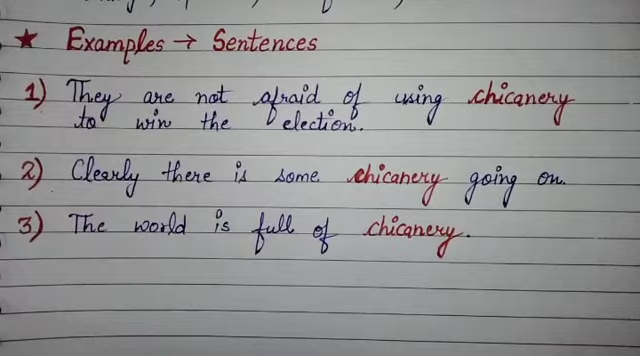 ★ Examples → Sentences
1) They are not afraid of using chicanery
to win the election.
2) Clearly there is some chicanery going on.
3) The world is full of chicanery.